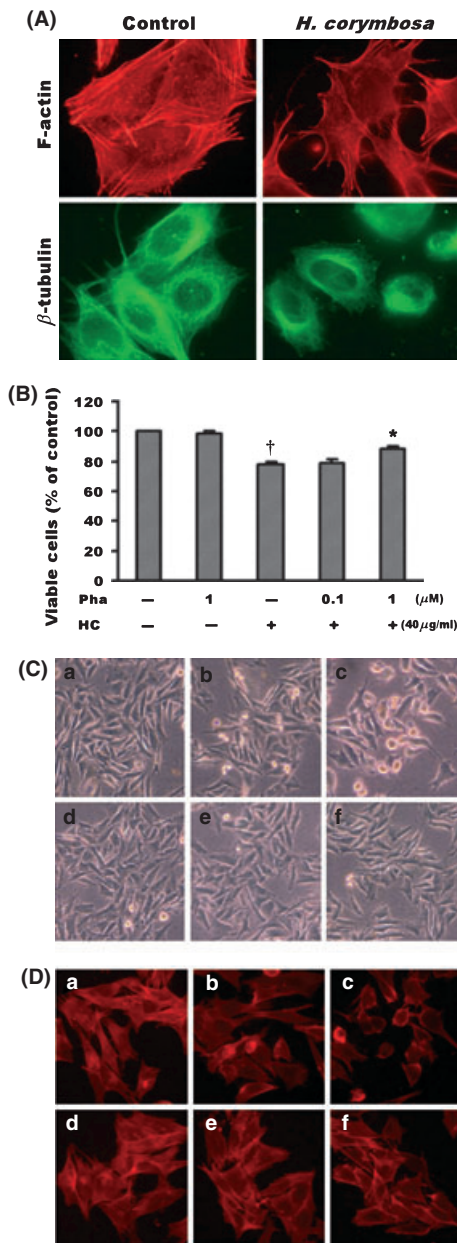 (A)
Control H. corymbosa
F-actin
β-tubulin
(B)
Viable cells (% of control)
120
100
80
60
40
20
0
† *
Pha — 1 — 0.1 1 (μM)
HC — — + + + (40μg/ml)
(C)
a b c
d e f
(D)
a b c
d e f